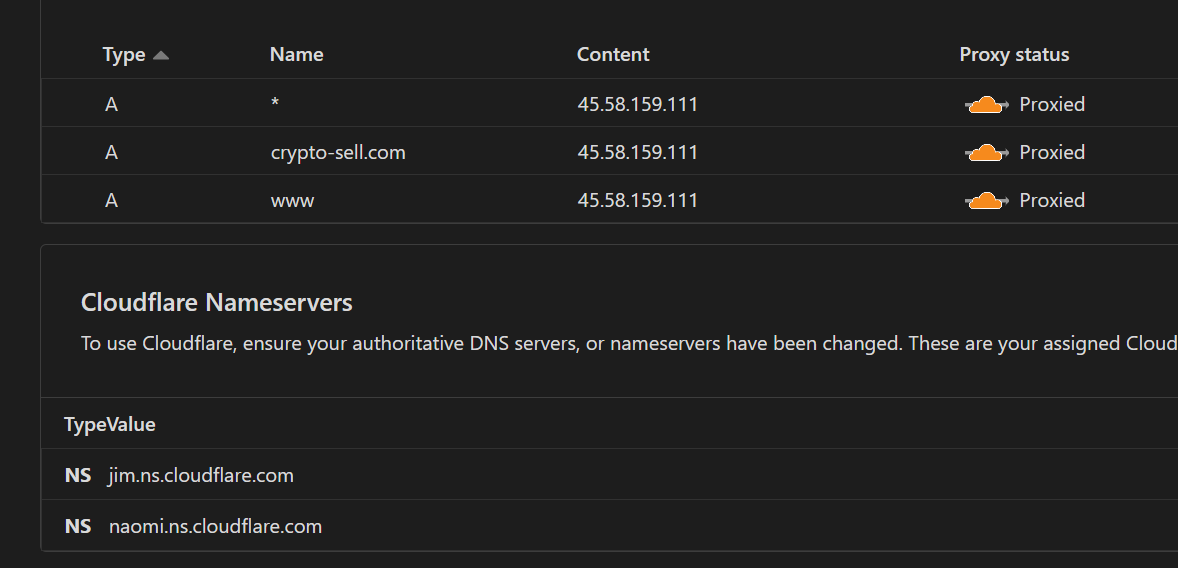 Type Name Content Proxy status
A * 45.58.159.111 Proxied
A crypto-sell.com 45.58.159.111 Proxied
A www 45.58.159.111 Proxied
Cloudflare Nameservers
To use Cloudflare, ensure your authoritative DNS servers, or nameservers have been changed. These are your assigned Cloud
TypeValue
NS jim.ns.cloudflare.com
NS naomi.ns.cloudflare.com